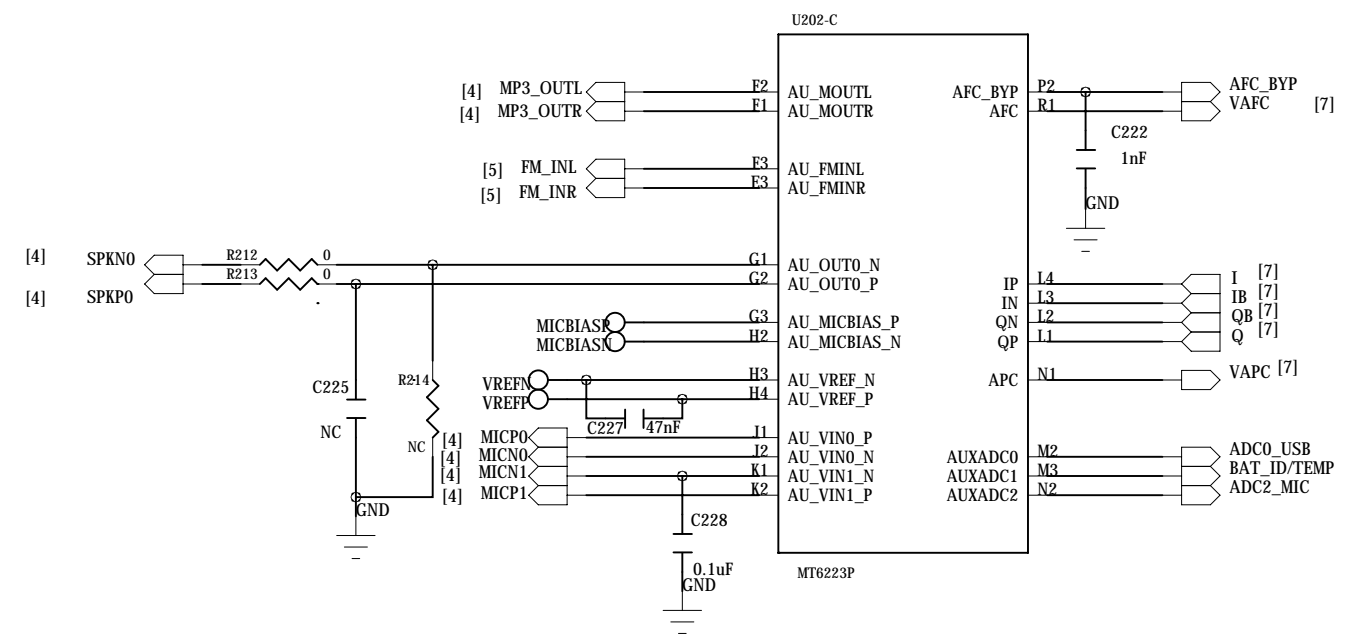 U202-C
[4] MP3_OUTL F2 AU_MOUTL AFC_BYP P2 AFC_BYP
[4] MP3_OUTR F1 AU_MOUTR AFC R1 VAFC [7]
C222
1nF
GND
[5] FM_INL F3 AU_FMINL
[5] FM_INR E3 AU_FMINR
[4] SPKN0 R212 0 G1 AU_OUT0_N
[4] SPKP0 R213 0 G2 AU_OUT0_P
IP L4 I [7]
IN L3 IB [7]
MICBIASP G3 AU_MICBIAS_P QN L2 QB [7]
MICBIASN H2 AU_MICBIAS_N QP L1 Q [7]
C225
NC
R214
NC
VREFN H3 AU_VREF_N APC N1 VAPC [7]
VREFP H4 AU_VREF_P
C227 47nF
[4] MICP0 J1 AU_VIN0_P
[4] MICN0 J2 AU_VIN0_N AUXADC0 M2 ADC0_USB
[4] MICN1 K1 AU_VIN1_N AUXADC1 M3 BAT_ID/TEMP
[4] MICP1 K2 AU_VIN1_P AUXADC2 N2 ADC2_MIC
GND
C228
0.1uF
GND
MT6223P